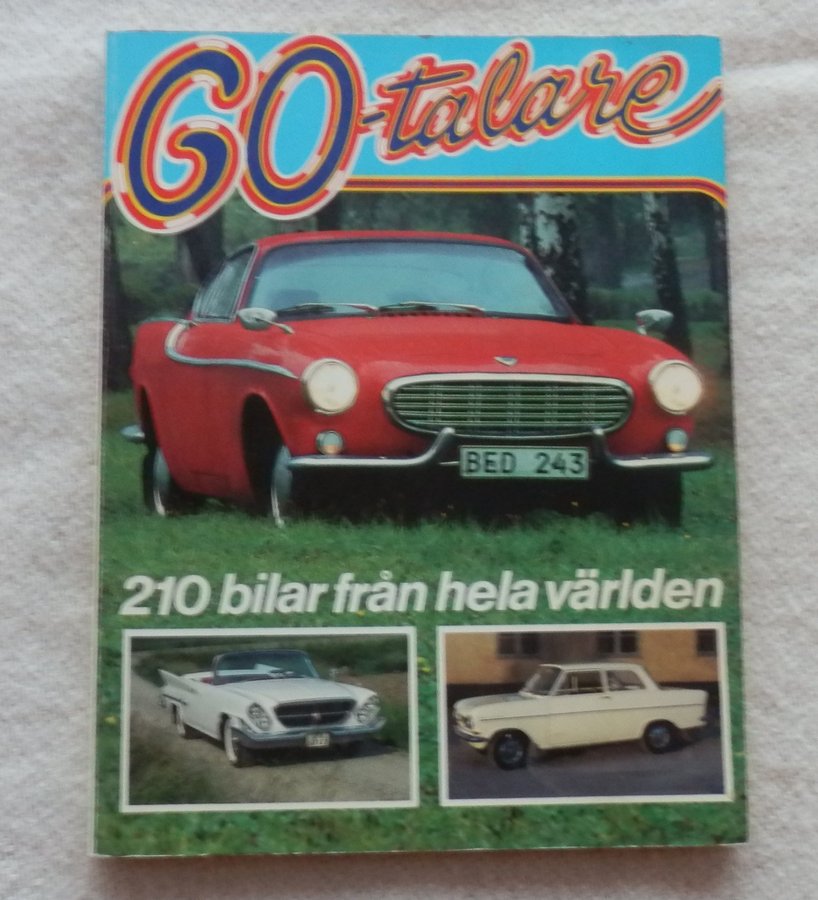 60-talare
BED 243
210 bilar från hela världen